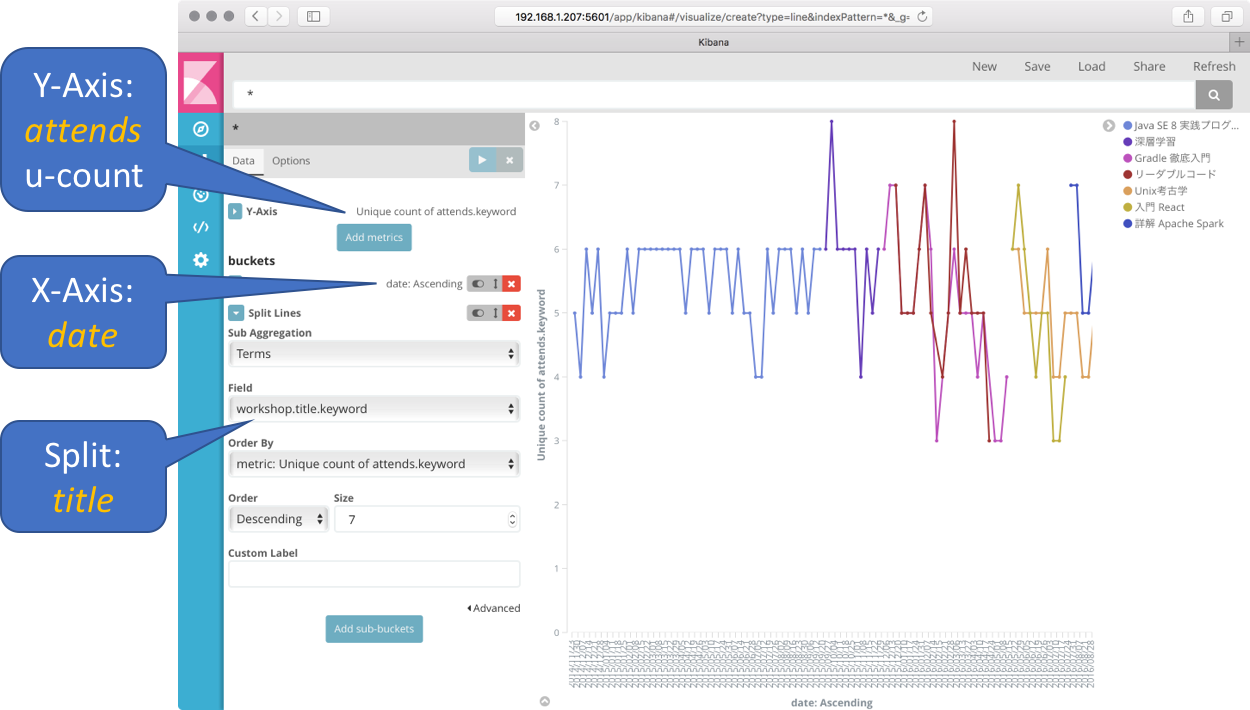 192.168.1.207:5601/app/kibana#/visualize/create?type=line&indexPattern=*&_g=
Kibana
New Save Load Share Refresh
*
*
Data Options
Y-Axis:
attends
u-count
Y-Axis Unique count of attends.keyword
Add metrics
buckets
X-Axis:
date
date: Ascending
Split Lines
Sub Aggregation
Terms
Field
workshop.title.keyword
Split:
title
Order By
metric: Unique count of attends.keyword
Order Size
Descending 7
Custom Label
Advanced
Add sub-buckets
Unique count of attends.keyword
8
7
6
5
4
3
2
1
0
date: Ascending
Java SE 8 実践プログ...
深層学習
Gradle 徹底入門
リーダブルコード
Unix考古学
入門 React
詳解 Apache Spark